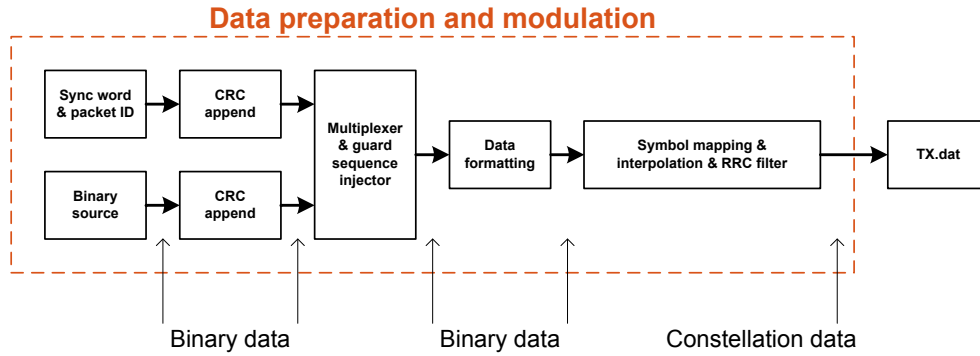 Data preparation and modulation
Sync word
& packet ID
CRC
append
Binary
source
CRC
append
Multiplexer
& guard
sequence
injector
Data
formatting
Symbol mapping &
interpolation & RRC filter
TX.dat
Binary data
Binary data
Constellation data